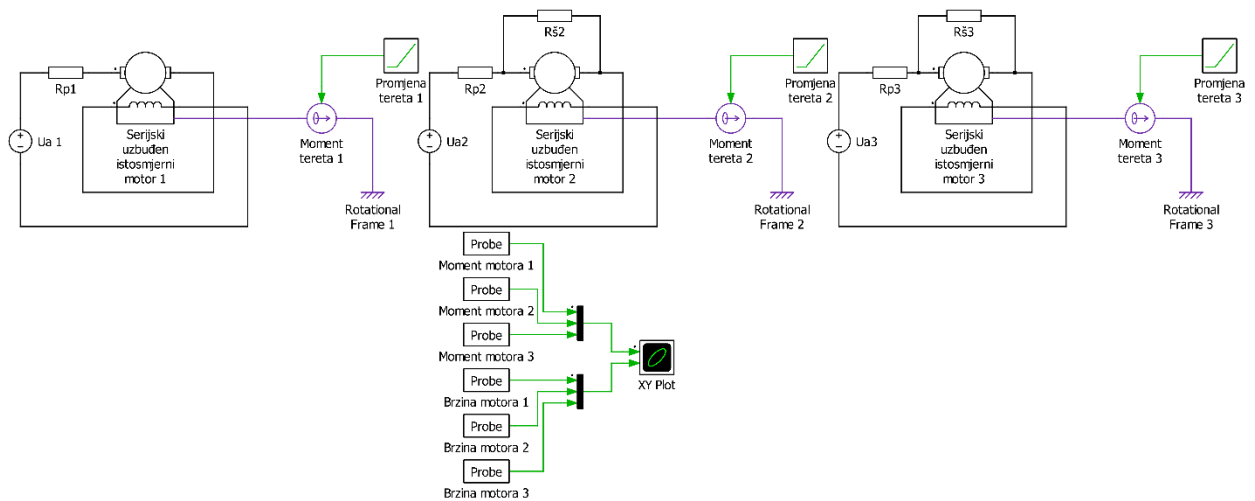 Rš2
Rš3
Rp1
Rp2
Rp3
Promjena
tereta 1
Promjena
tereta 2
Promjena
tereta 3
Ua 1
Serijski
uzbuđen
istosmjerni
motor 1
Moment
tereta 1
Ua2
Serijski
uzbuđen
istosmjerni
motor 2
Moment
tereta 2
Ua3
Serijski
uzbuđen
istosmjerni
motor 3
Moment
tereta 3
Rotational
Frame 1
Rotational
Frame 2
Rotational
Frame 3
Probe
Moment motora 1
Probe
Moment motora 2
Probe
Moment motora 3
Probe
Brzina motora 1
Probe
Brzina motora 2
Probe
Brzina motora 3
XY Plot